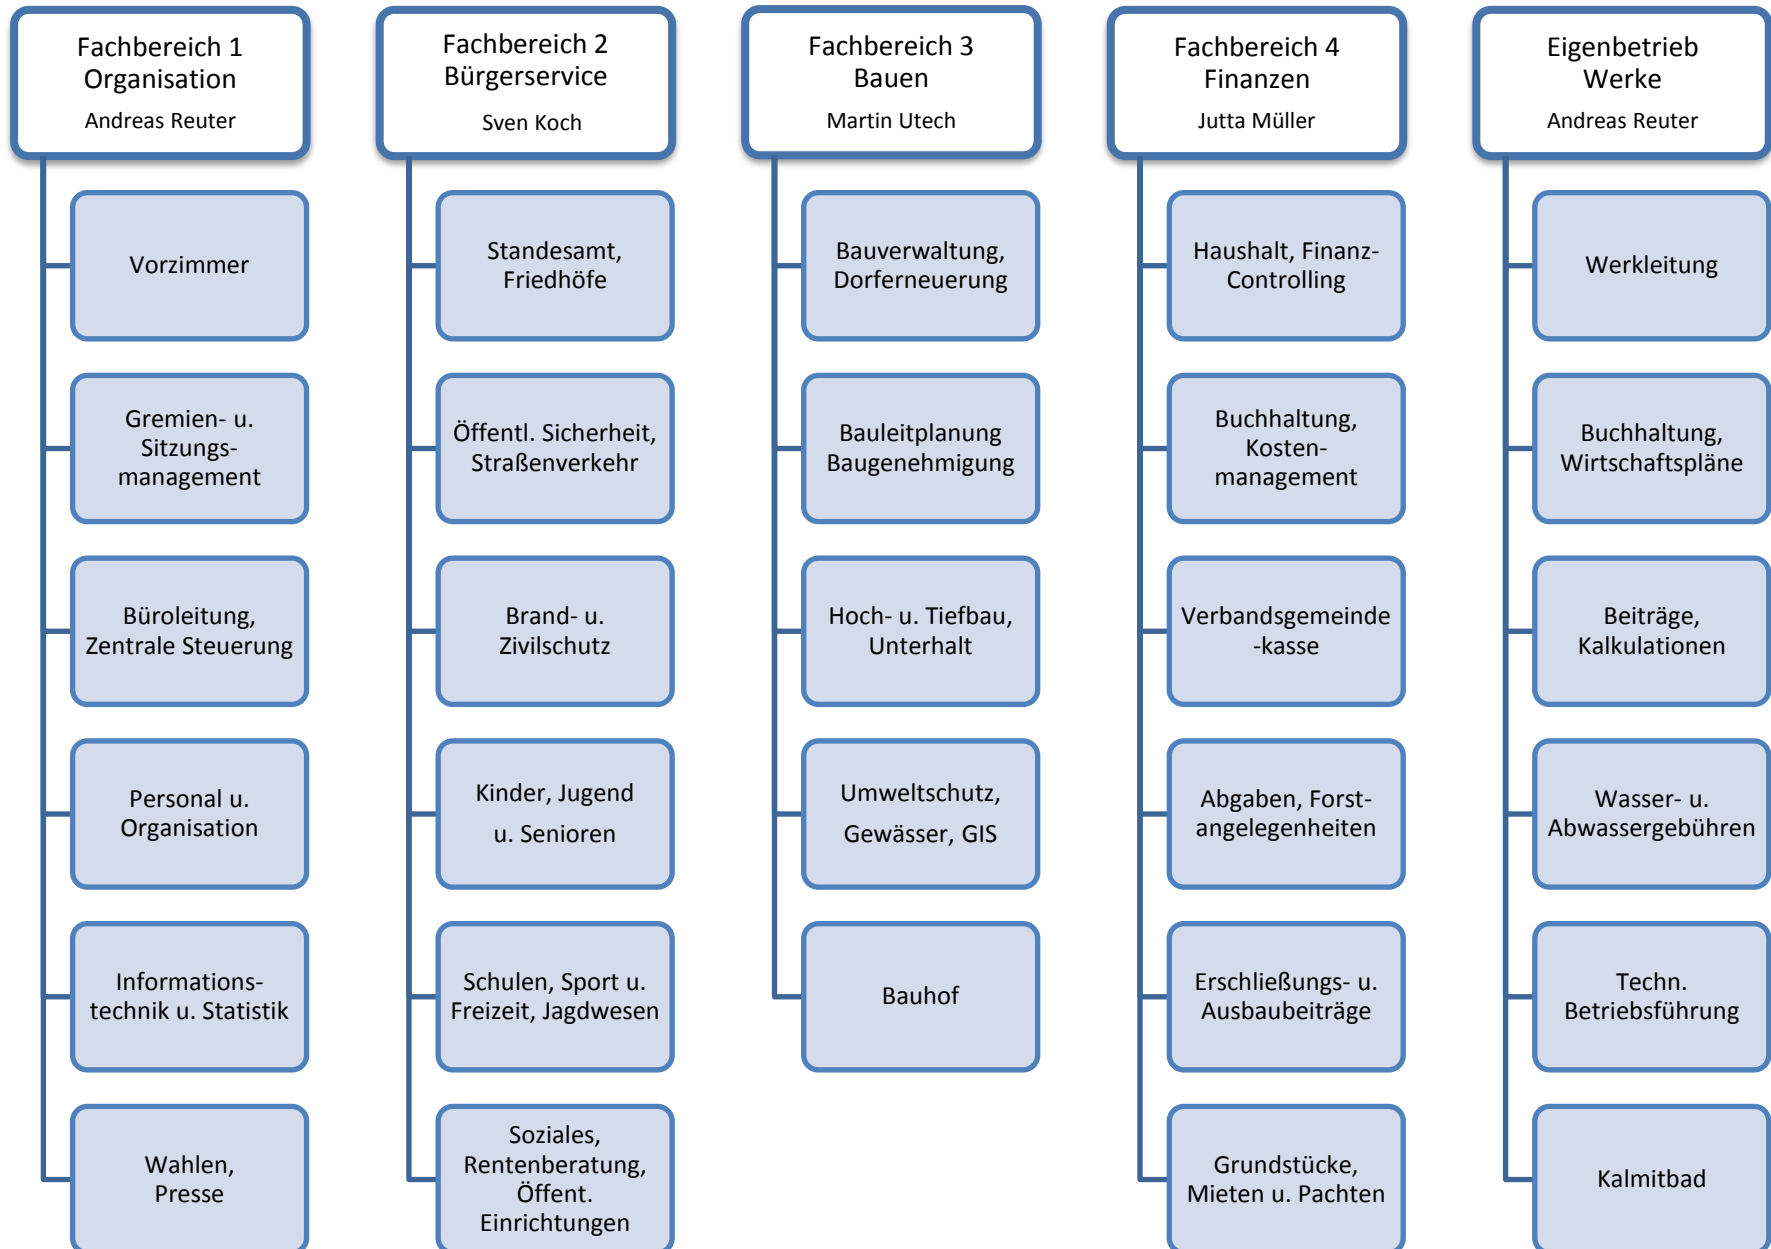 Fachbereich 1
Organisation
Andreas Reuter
Vorzimmer
Gremien- u.
Sitzungs-
management
Büroleitung,
Zentrale Steuerung
Personal u.
Organisation
Informations-
technik u. Statistik
Wahlen,
Presse
Fachbereich 2
Bürgerservice
Sven Koch
Standesamt,
Friedhöfe
Öffentl. Sicherheit,
Straßenverkehr
Brand- u.
Zivilschutz
Kinder, Jugend
u. Senioren
Schulen, Sport u.
Freizeit, Jagdwesen
Soziales,
Rentenberatung,
Öffent.
Einrichtungen
Fachbereich 3
Bauen
Martin Utech
Bauverwaltung,
Dorferneuerung
Bauleitplanung
Baugenehmigung
Hoch- u. Tiefbau,
Unterhalt
Umweltschutz,
Gewässer, GIS
Bauhof
Fachbereich 4
Finanzen
Jutta Müller
Haushalt, Finanz-
Controlling
Buchhaltung,
Kosten-
management
Verbandsgemeinde
-kasse
Abgaben, Forst-
angelegenheiten
Erschließungs- u.
Ausbaubeiträge
Grundstücke,
Mieten u. Pachten
Eigenbetrieb
Werke
Andreas Reuter
Werkleitung
Buchhaltung,
Wirtschaftspläne
Beiträge,
Kalkulationen
Wasser- u.
Abwassergebühren
Techn.
Betriebsführung
Kalmitbad